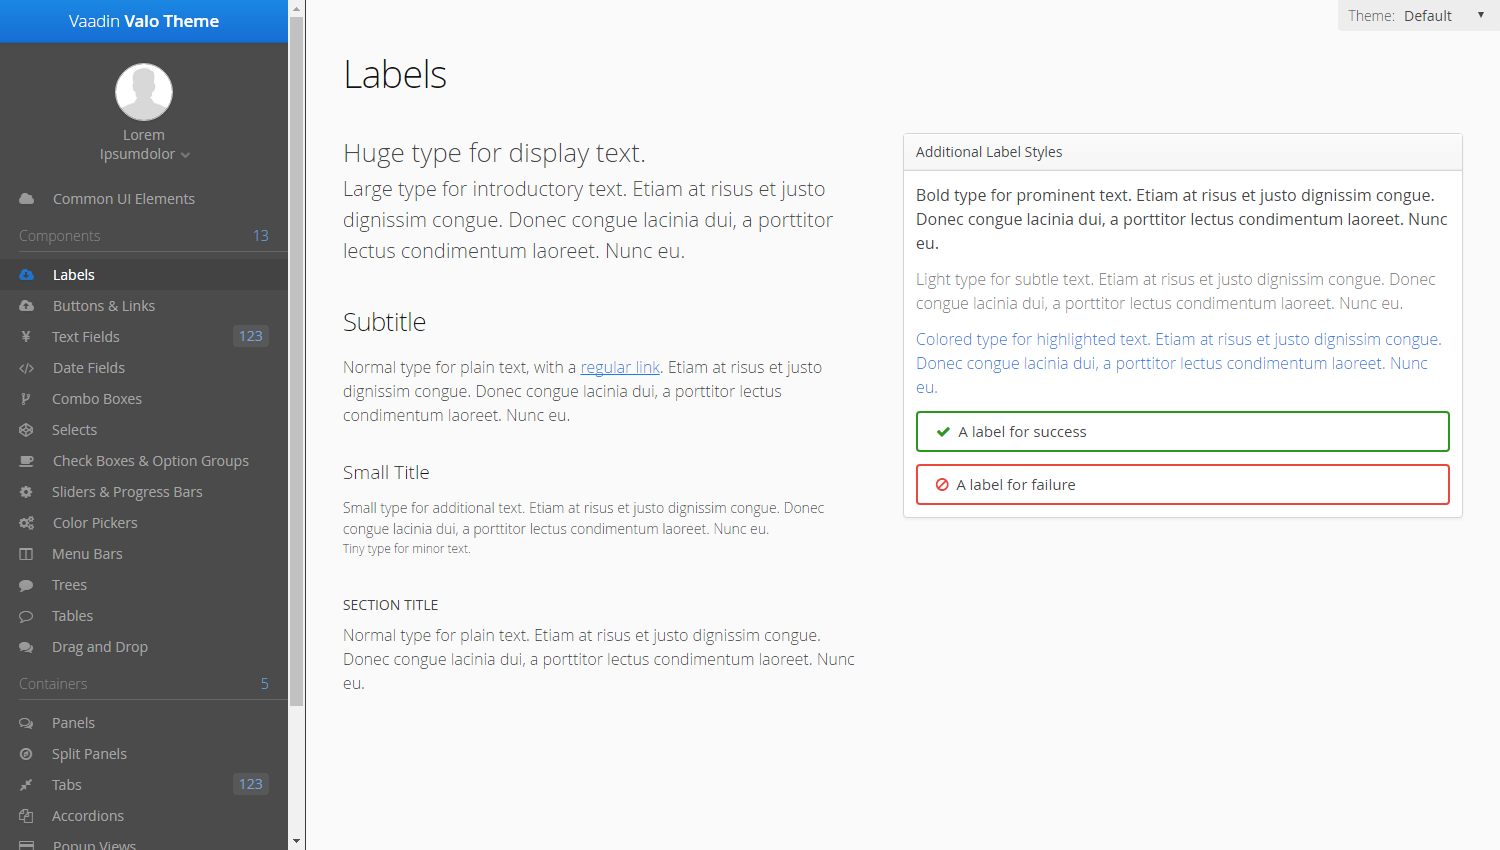 Vaadin Valo Theme
Lorem
Ipsumdolor
Common UI Elements
Components 13
Labels
Buttons & Links
Text Fields 123
Date Fields
Combo Boxes
Selects
Check Boxes & Option Groups
Sliders & Progress Bars
Color Pickers
Menu Bars
Trees
Tables
Drag and Drop
Containers 5
Panels
Split Panels
Tabs 123
Accordions
Popup Views
Theme: Default
Labels
Huge type for display text.
Large type for introductory text. Etiam at risus et justo
dignissim congue. Donec congue lacinia dui, a porttitor
lectus condimentum laoreet. Nunc eu.
Subtitle
Normal type for plain text, with a regular link. Etiam at risus et justo
dignissim congue. Donec congue lacinia dui, a porttitor lectus
condimentum laoreet. Nunc eu.
Small Title
Small type for additional text. Etiam at risus et justo dignissim congue. Donec
congue lacinia dui, a porttitor lectus condimentum laoreet. Nunc eu.
Tiny type for minor text.
SECTION TITLE
Normal type for plain text. Etiam at risus et justo dignissim congue.
Donec congue lacinia dui, a porttitor lectus condimentum laoreet. Nunc
eu.
Additional Label Styles
Bold type for prominent text. Etiam at risus et justo dignissim congue.
Donec congue lacinia dui, a porttitor lectus condimentum laoreet. Nunc
eu.
Light type for subtle text. Etiam at risus et justo dignissim congue. Donec
congue lacinia dui, a porttitor lectus condimentum laoreet. Nunc eu.
Colored type for highlighted text. Etiam at risus et justo dignissim congue.
Donec congue lacinia dui, a porttitor lectus condimentum laoreet. Nunc
eu.
A label for success
A label for failure